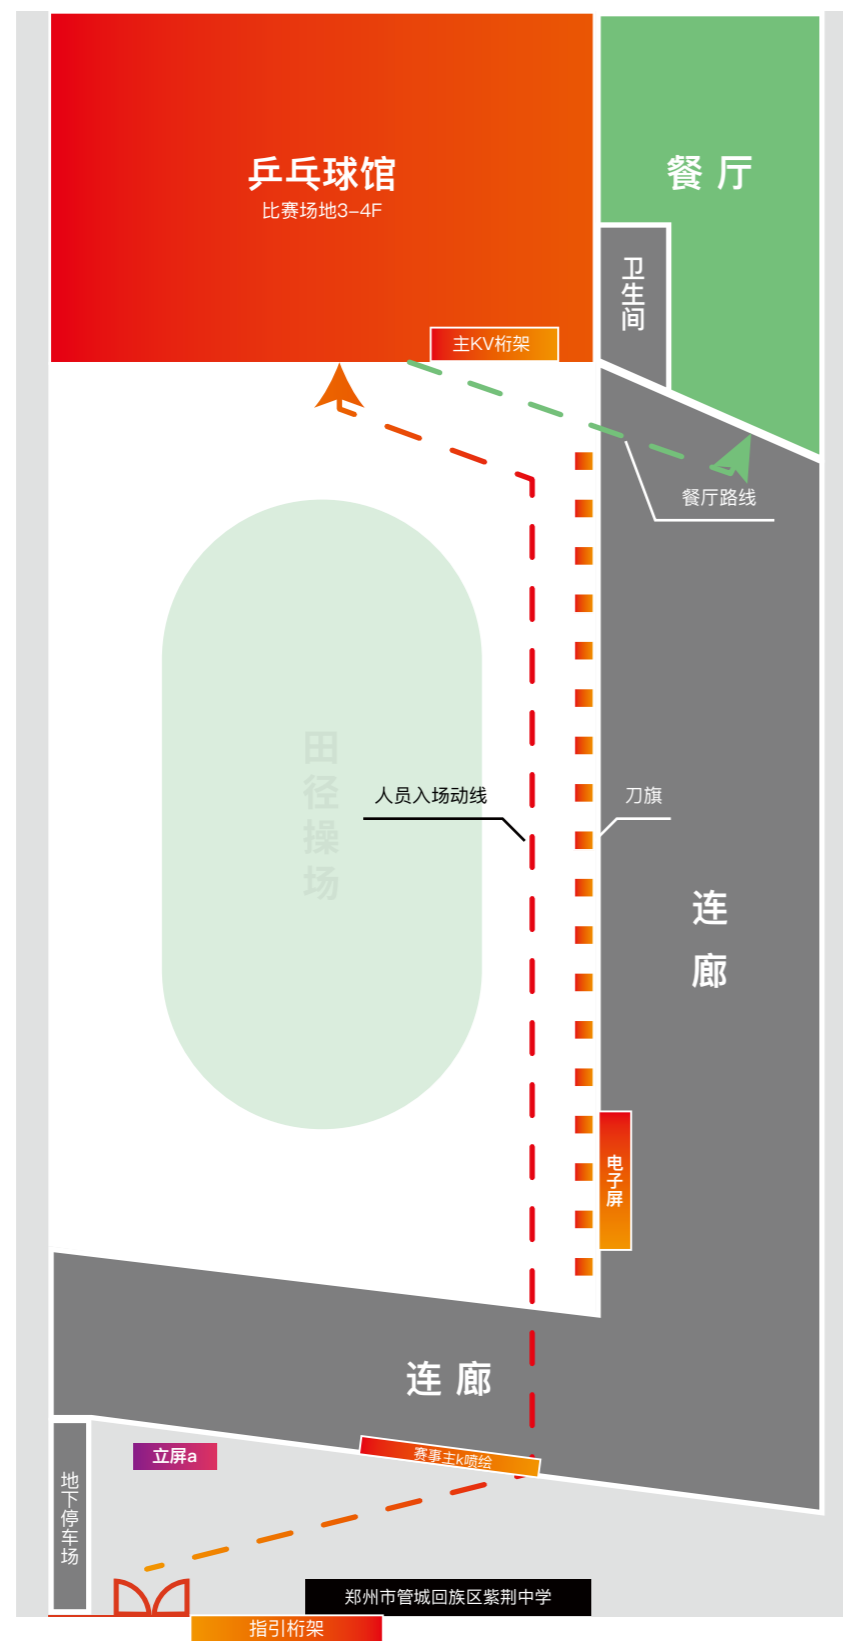 乒乓球馆
比赛场地3-4F
餐厅
卫生间
主KV桁架
餐厅路线
田径操场
人员入场动线
刀旗
连廊
电子屏
连廊
赛事主k喷绘
立屏a
地下停车场
郑州市管城回族区紫荆中学
指引桁架